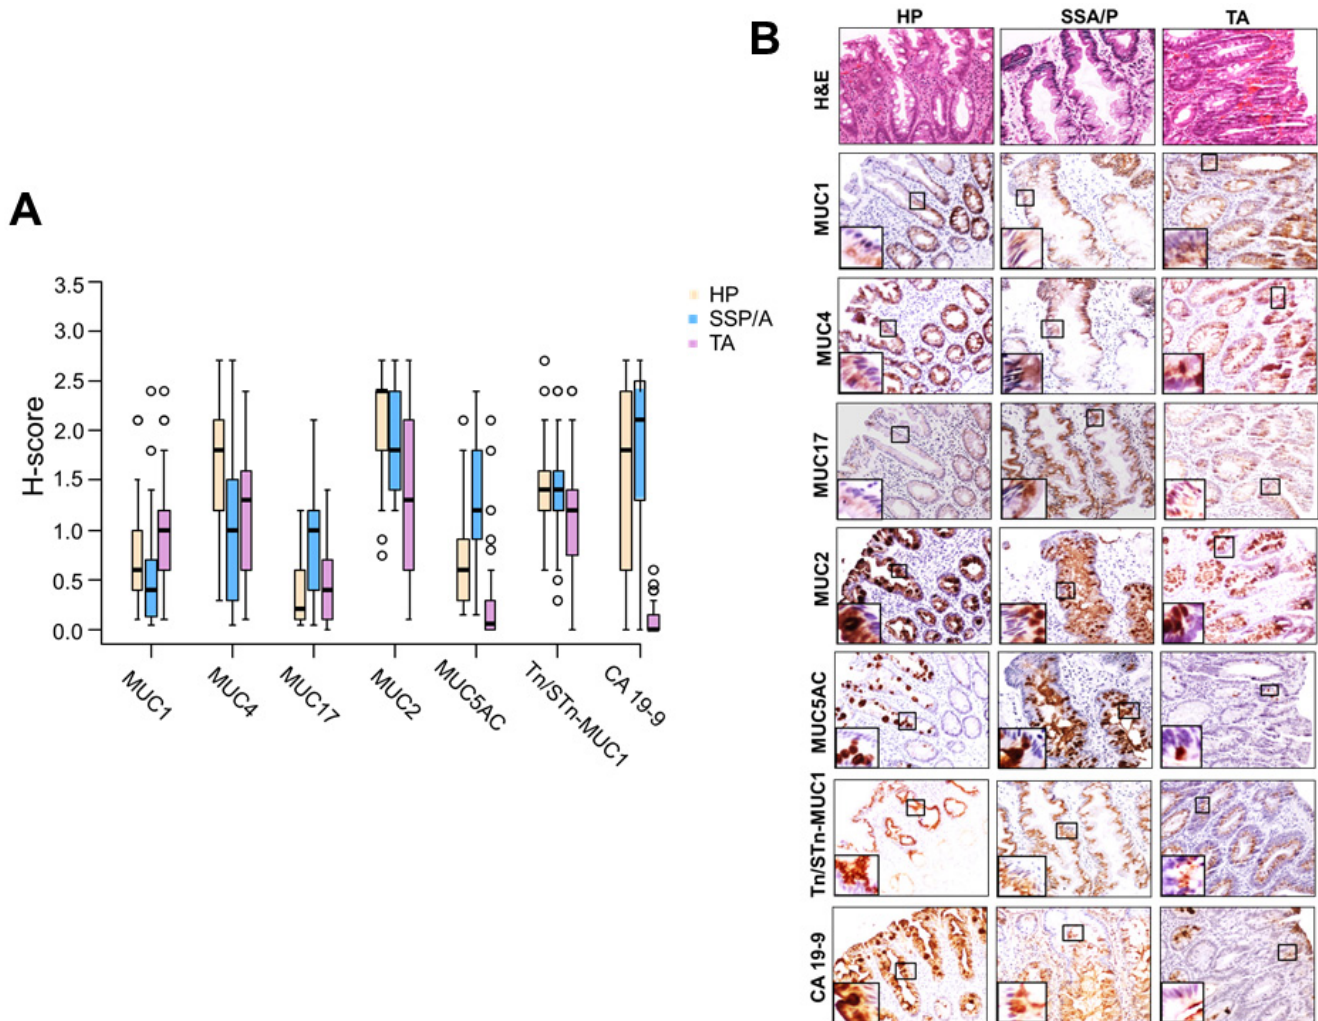 A
3.5
3.0
2.5
2.0
1.5
1.0
0.5
0.0
H-score
MUC1
MUC4
MUC17
MUC2
MUC5AC
Tn/STn-MUC1
CA 19-9
HP
SSP/A
TA
B
HP SSA/P TA
H&E
MUC1
MUC4
MUC17
MUC2
MUC5AC
Tn/STn-MUC1
CA 19-9